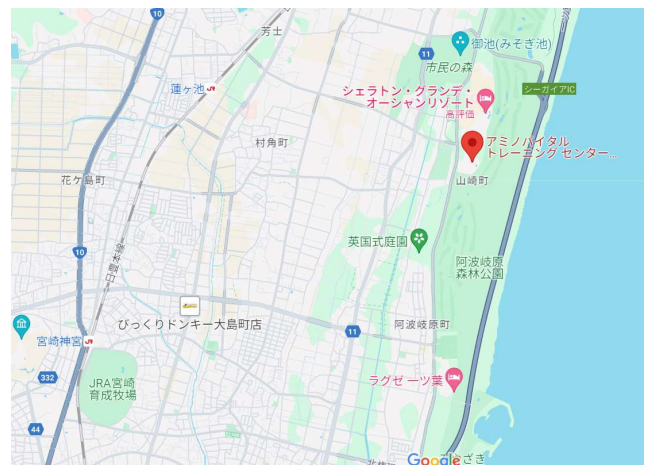 10
芳士
11
御池(みそぎ池)
市民の森
シーガイアIC
蓮ヶ池
シェラトン・グランデ・
オーシャンリゾート
高評価
村角町
アミノバイタル
トレーニング センター...
花ケ島町
山崎町
英国式庭園
10
日豊本線
阿波岐原
森林公園
びっくりドンキー大島町店
宮崎神宮
11
阿波岐原町
332
JRA宮崎
育成牧場
ラグゼ 一ツ葉
44
Google